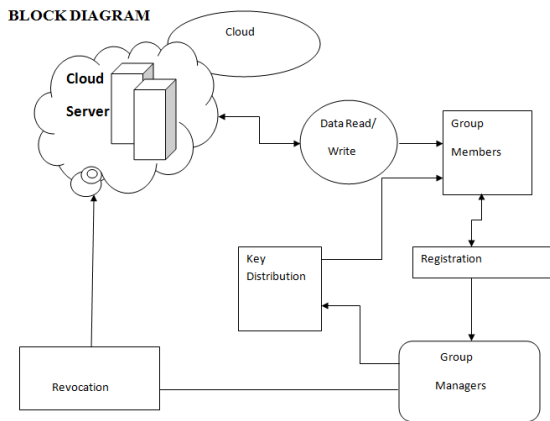 BLOCK DIAGRAM
Cloud
Cloud
Server
Data Read/
Write
Group
Members
Key
Distribution
Registration
Group
Managers
Revocation